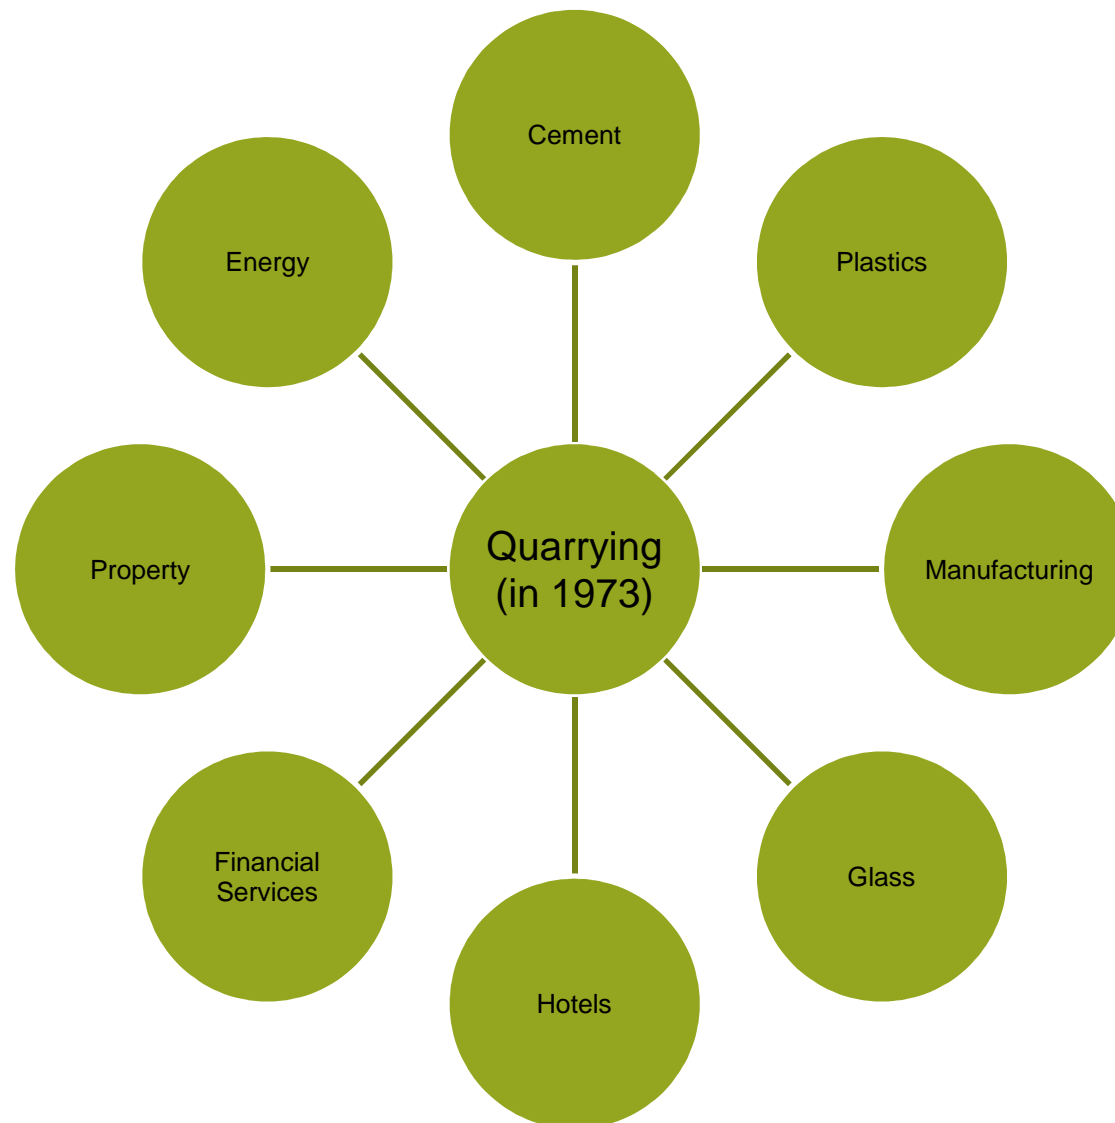 Cement
Energy
Plastics
Quarrying
(in 1973)
Property
Manufacturing
Financial
Services
Glass
Hotels